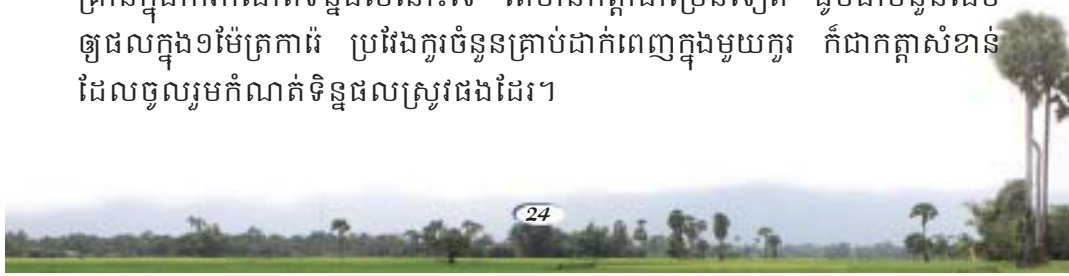 ឲ្យផលក្នុង១ម៉ែត្រការ៉េ ប្រវែងកួរចំនួនគ្រាប់ដាក់ពេញក្នុងមួយកួរ ក៏ជាកត្តាសំខាន់
ដែលចូលរួមកំណត់ទិន្នផលស្រូវផងដែរ។
24